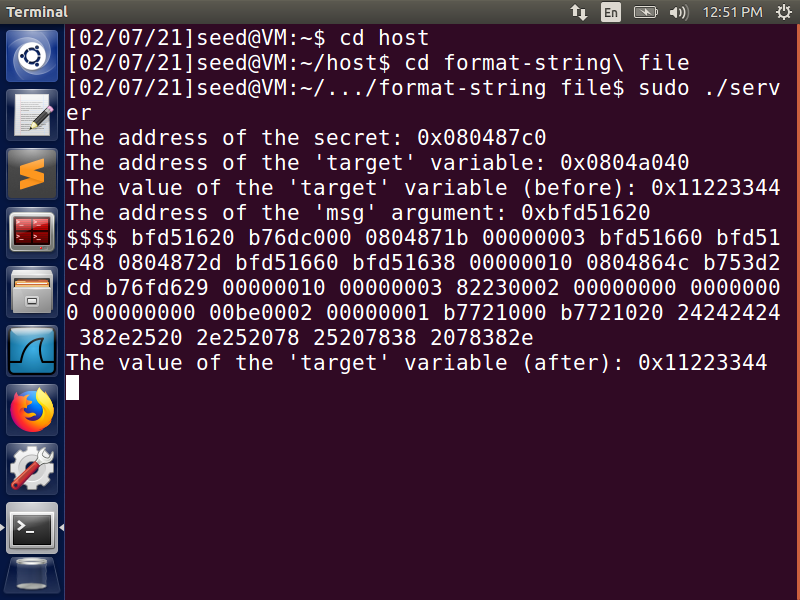 Terminal
En
12:51 PM
[02/07/21]seed@VM:~$ cd host
[02/07/21]seed@VM:~/host$ cd format-string\ file
[02/07/21]seed@VM:~/.../format-string file$ sudo ./serv
er
The address of the secret: 0x080487c0
The address of the 'target' variable: 0x0804a040
The value of the 'target' variable (before): 0x11223344
The address of the 'msg' argument: 0xbfd51620
$$$$ bfd51620 b76dc000 0804871b 00000003 bfd51660 bfd51
c48 0804872d bfd51660 bfd51638 00000010 0804864c b753d2
cd b76fd629 00000010 00000003 82230002 00000000 0000000
0 00000000 00be0002 00000001 b7721000 b7721020 24242424
 382e2520 2e252078 25207838 2078382e
The value of the 'target' variable (after): 0x11223344